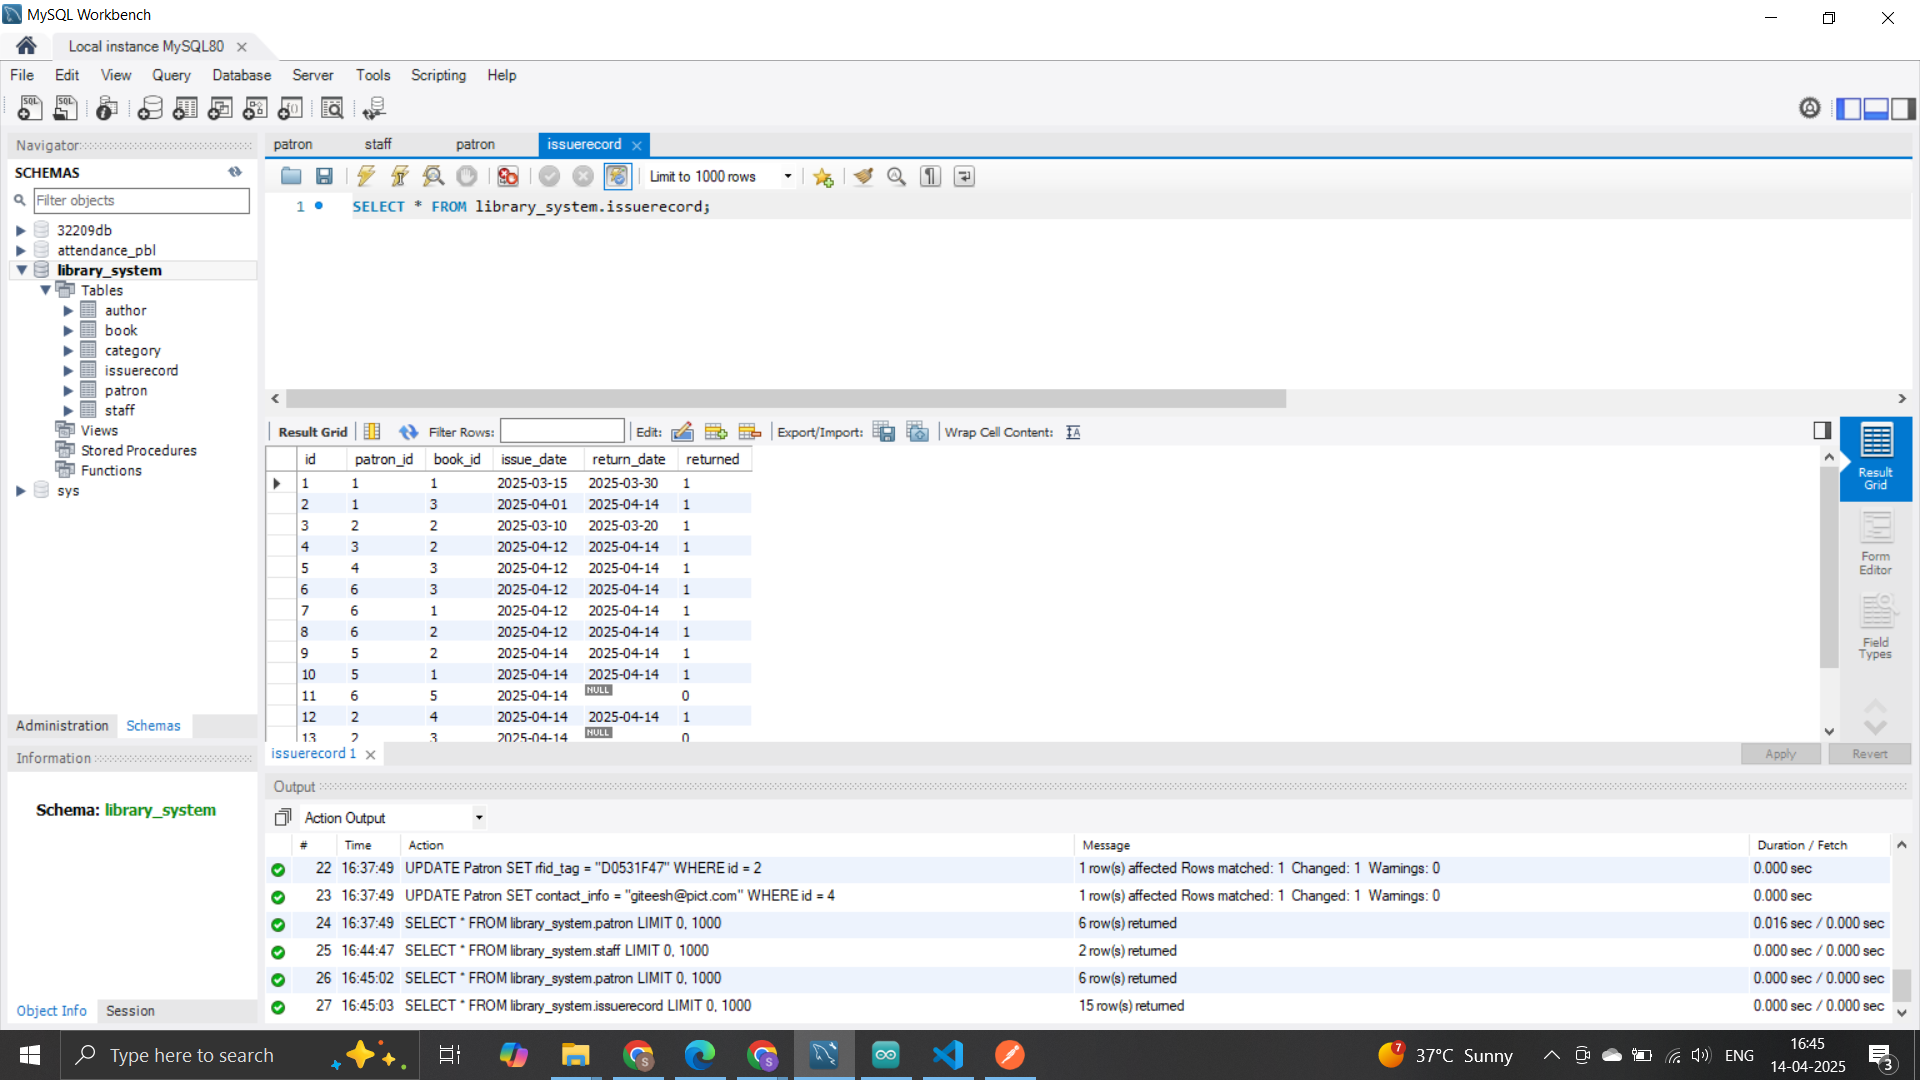 MySQL Workbench
Local instance MySQL80
File Edit View Query Database Server Tools Scripting Help
Navigator
SCHEMAS
Filter objects
32209db
attendance_pbl
library_system
Tables
author
book
category
issuerecord
patron
staff
Views
Stored Procedures
Functions
sys
Administration Schemas
Information
Schema: library_system
Object Info Session
patron staff patron issuerecord
Limit to 1000 rows
1 SELECT * FROM library_system.issuerecord;
Result Grid Filter Rows: Edit: Export/Import: Wrap Cell Content:
id patron_id book_id issue_date return_date returned
1 1 1 2025-03-15 2025-03-30 1
2 1 3 2025-04-01 2025-04-14 1
3 2 2 2025-03-10 2025-03-20 1
4 3 2 2025-04-12 2025-04-14 1
5 4 3 2025-04-12 2025-04-14 1
6 6 3 2025-04-12 2025-04-14 1
7 6 1 2025-04-12 2025-04-14 1
8 6 2 2025-04-12 2025-04-14 1
9 5 2 2025-04-14 2025-04-14 1
10 5 1 2025-04-14 2025-04-14 1
11 6 5 2025-04-14 NULL 0
12 2 4 2025-04-14 2025-04-14 1
13 2 3 2025-04-14 NULL 0
Result Grid
Form Editor
Field Types
issuerecord 1
Apply Revert
Output
Action Output
# Time Action Message Duration / Fetch
22 16:37:49 UPDATE Patron SET rfid_tag = "D0531F47" WHERE id = 2 1 row(s) affected Rows matched: 1 Changed: 1 Warnings: 0 0.000 sec
23 16:37:49 UPDATE Patron SET contact_info = "giteesh@pict.com" WHERE id = 4 1 row(s) affected Rows matched: 1 Changed: 1 Warnings: 0 0.000 sec
24 16:37:49 SELECT * FROM library_system.patron LIMIT 0, 1000 6 row(s) returned 0.016 sec / 0.000 sec
25 16:44:47 SELECT * FROM library_system.staff LIMIT 0, 1000 2 row(s) returned 0.000 sec / 0.000 sec
26 16:45:02 SELECT * FROM library_system.patron LIMIT 0, 1000 6 row(s) returned 0.000 sec / 0.000 sec
27 16:45:03 SELECT * FROM library_system.issuerecord LIMIT 0, 1000 15 row(s) returned 0.000 sec / 0.000 sec
Type here to search
7 37°C Sunny ENG 16:45
14-04-2025 3